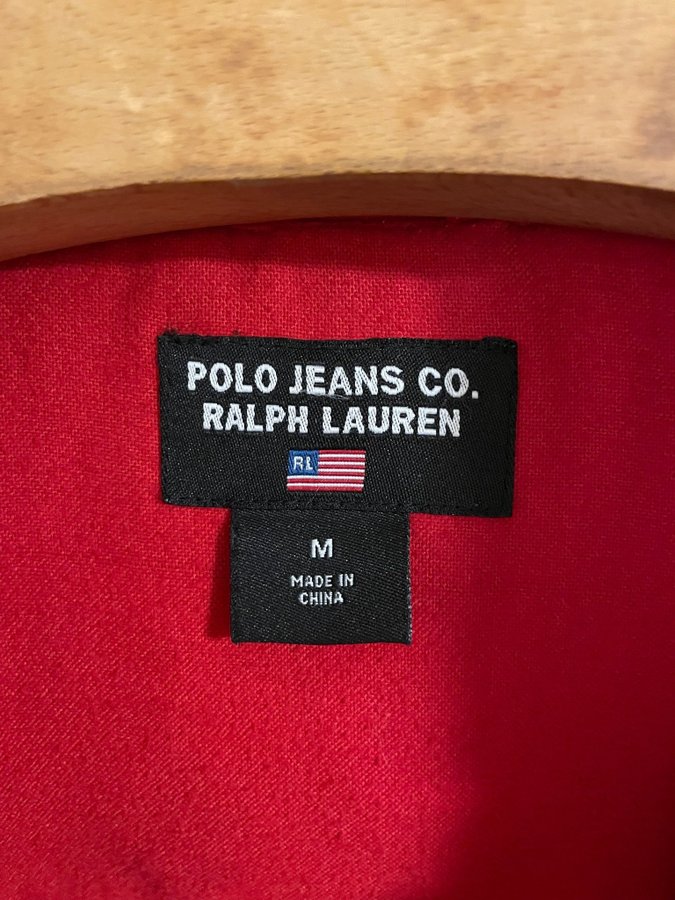 POLO JEANS CO.
RALPH LAUREN
RL
M
MADE IN
CHINA